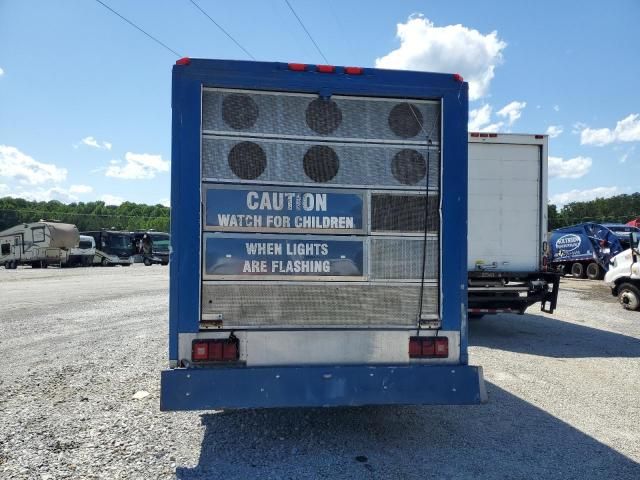 CAUTION
WATCH FOR CHILDREN
WHEN LIGHTS
ARE FLASHING